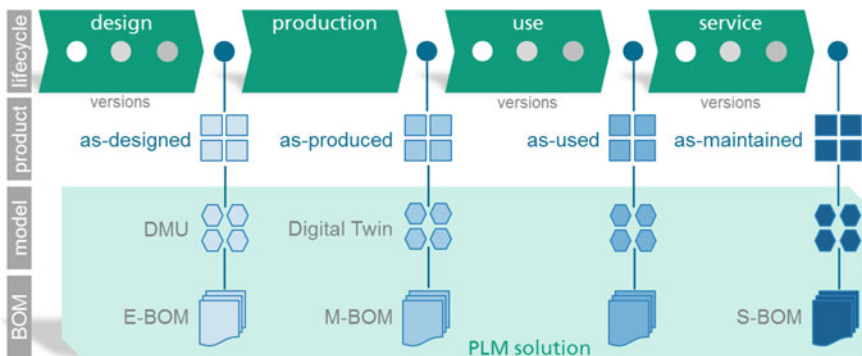 lifecycle
design
production
use
service
versions
versions
versions
product
as-designed
as-produced
as-used
as-maintained
model
DMU
Digital Twin
BOM
E-BOM
M-BOM
S-BOM
PLM solution